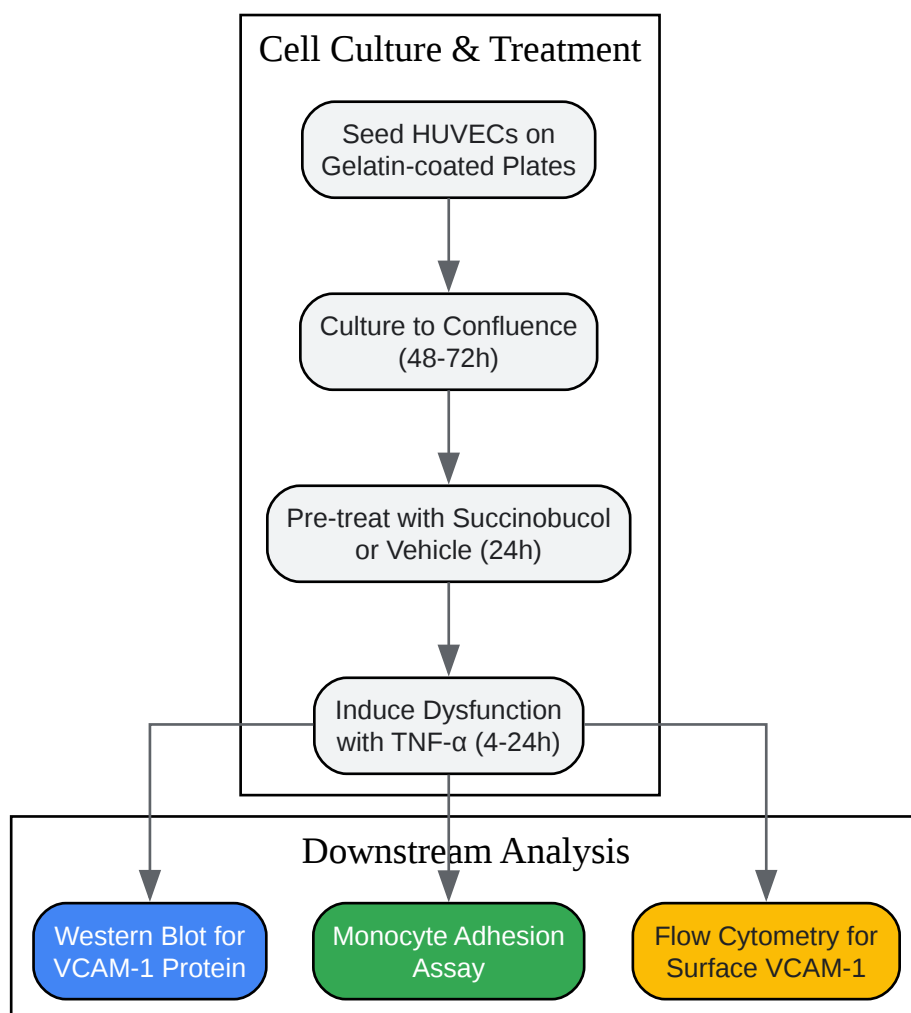 Cell Culture & Treatment
Seed HUVECs on
Gelatin-coated Plates
Culture to Confluence
(48-72h)
Pre-treat with Succinobucol
or Vehicle (24h)
Induce Dysfunction
with TNF-α (4-24h)
Downstream Analysis
Western Blot for
VCAM-1 Protein
Monocyte Adhesion
Assay
Flow Cytometry for
Surface VCAM-1